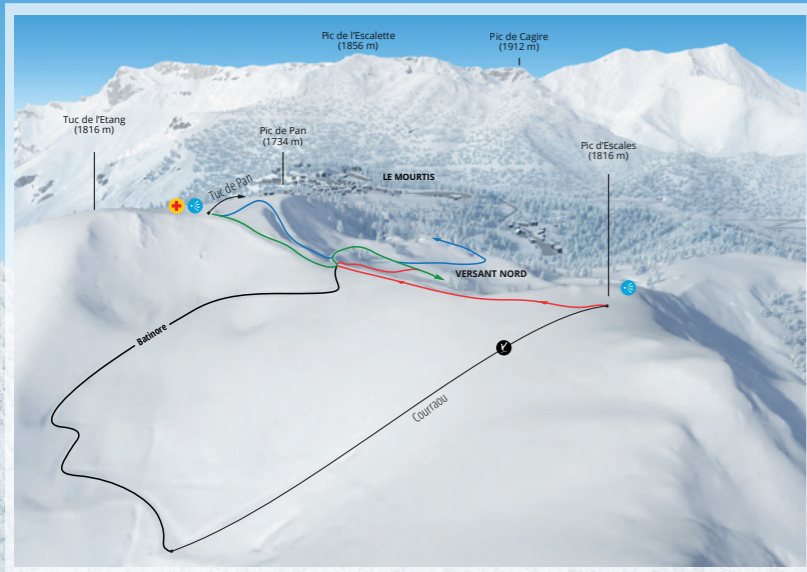 Pic de l'Escalette
(1856 m)
Pic de Cagire
(1912 m)
Tuc de l'Etang
(1816 m)
Pic de Pan
(1734 m)
Pic d'Escales
(1816 m)
Tuc de Pan
LE MOURTIS
VERSANT NORD
Batinore
Courraou